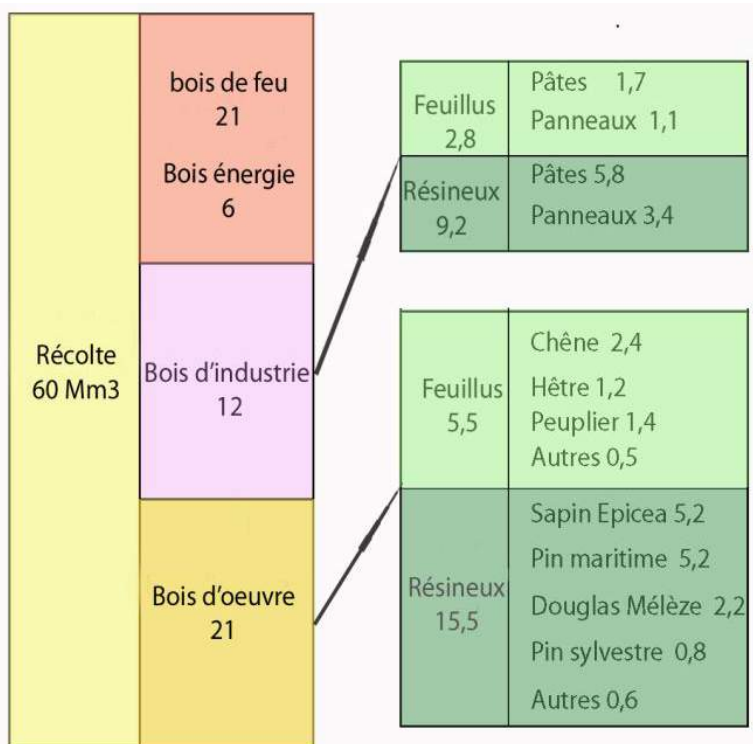 Récolte
60 Mm3
bois de feu
21
Bois énergie
6
Bois d'industrie
12
Bois d'oeuvre
21
Feuillus
2,8
Pâtes 1,7
Panneaux 1,1
Résineux
9,2
Pâtes 5,8
Panneaux 3,4
Feuillus
5,5
Chêne 2,4
Hêtre 1,2
Peuplier 1,4
Autres 0,5
Résineux
15,5
Sapin Epicea 5,2
Pin maritime 5,2
Douglas Mélèze 2,2
Pin sylvestre 0,8
Autres 0,6